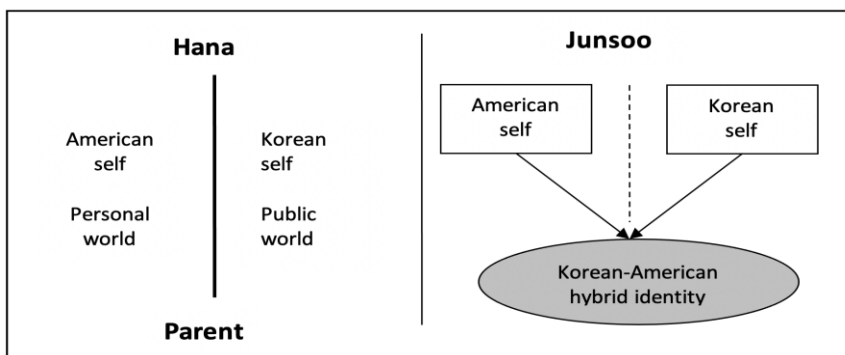 Hana
American
self
Korean
self
Personal
world
Public
world
Parent
Junsoo
American
self
Korean
self
Korean-American
hybrid identity